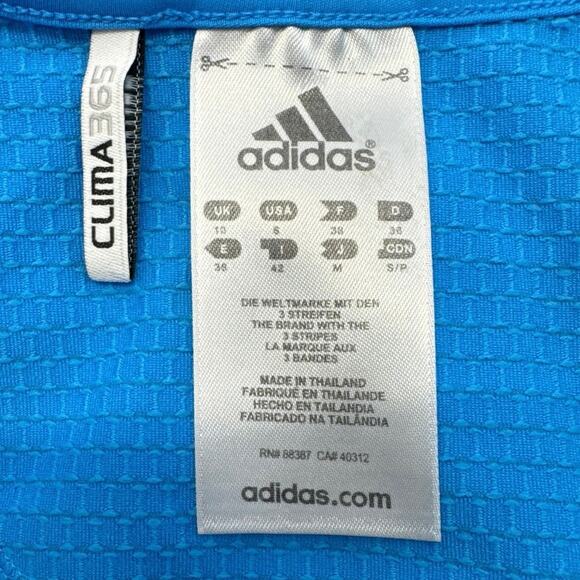 CLIMA365
adidas®
UK USA F D
10 S 38 36
E I J CDN
36 42 M S/P
DIE WELTMARKE MIT DEN
3 STREIFEN
THE BRAND WITH THE
3 STRIPES
LA MARQUE AUX
3 BANDES
MADE IN THAILAND
FABRIQUÉ EN THAILANDE
HECHO EN TAILANDIA
FABRICADO NA TAILÂNDIA
RN# 88387 CA# 40312
adidas.com